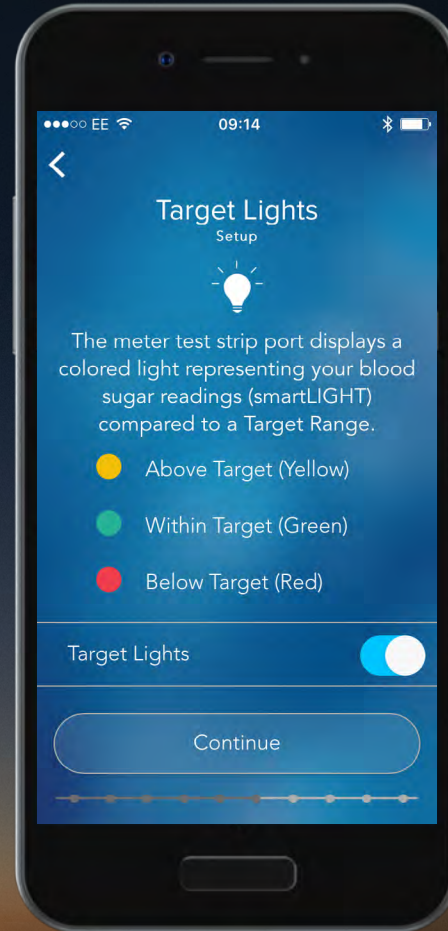 EE 09:14
Target Lights
Setup
The meter test strip port displays a
colored light representing your blood
sugar readings (smartLIGHT)
compared to a Target Range.
Above Target (Yellow)
Within Target (Green)
Below Target (Red)
Target Lights
Continue